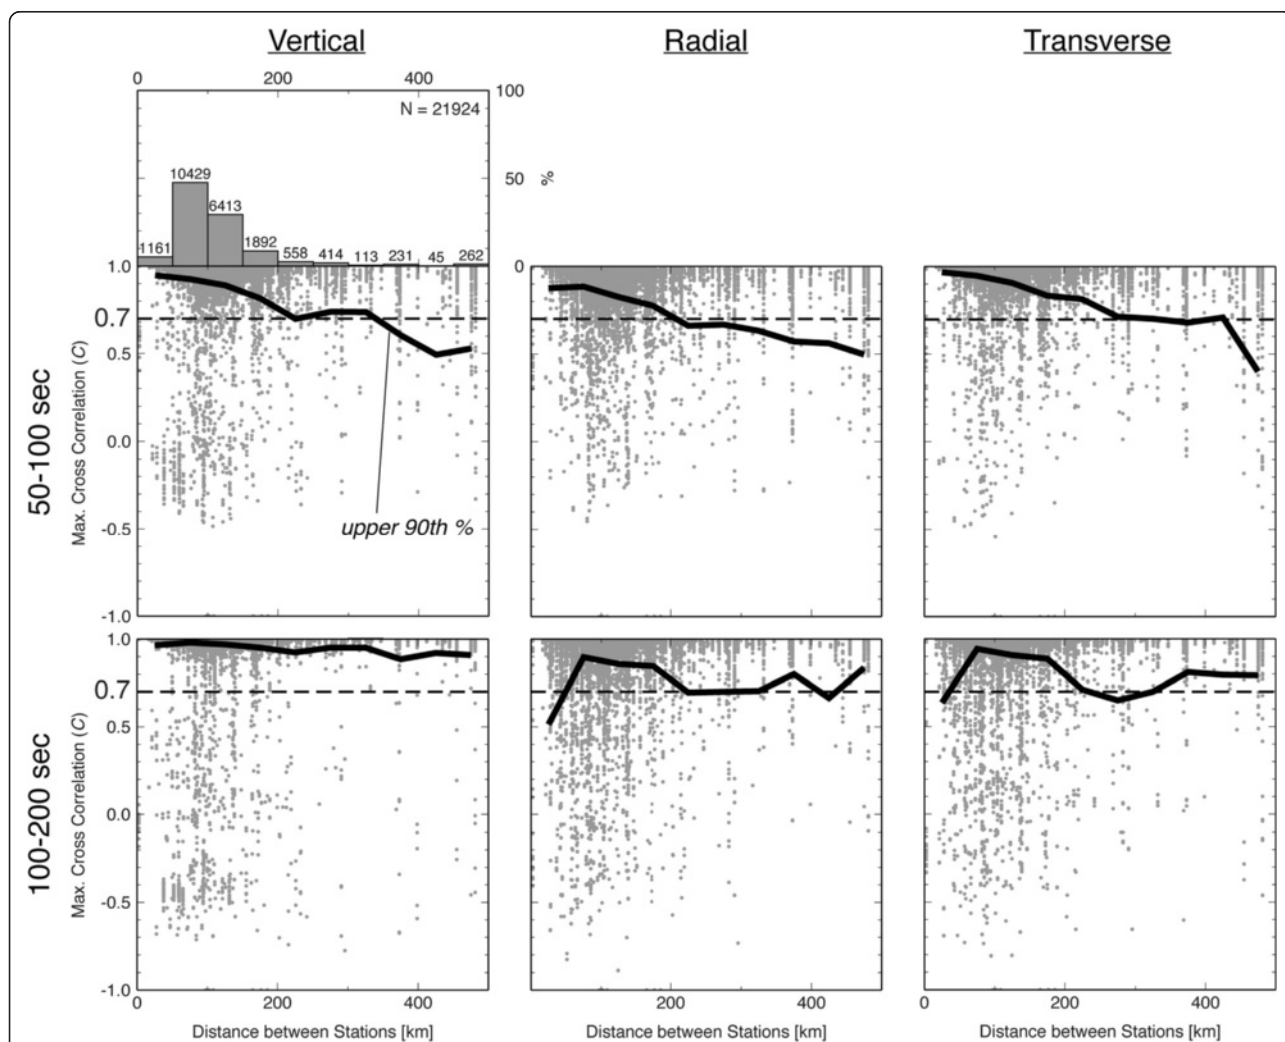 Vertical Radial Transverse
0 200 400
100
N = 21924
50 %
10429
6413
1161 1892 558 414 113 231 45 262
0
50-100 sec
Max. Cross Correlation (C)
1.0
0.7
0.5
0.0
-0.5
-1.0
upper 90th %
100-200 sec
Max. Cross Correlation (C)
1.0
0.7
0.5
0.0
-0.5
-1.0
0 200 400 200 400 0 200 400
Distance between Stations [km] Distance between Stations [km] Distance between Stations [km]